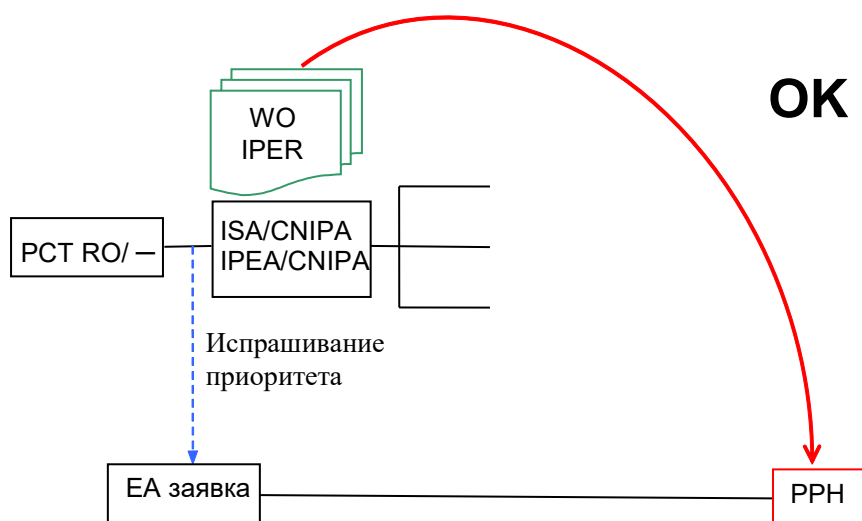 OK
WO
IPER
PCT RO/ —
ISA/CNIPA
IPEA/CNIPA
Испрашивание
приоритета
EA заявка
PPH